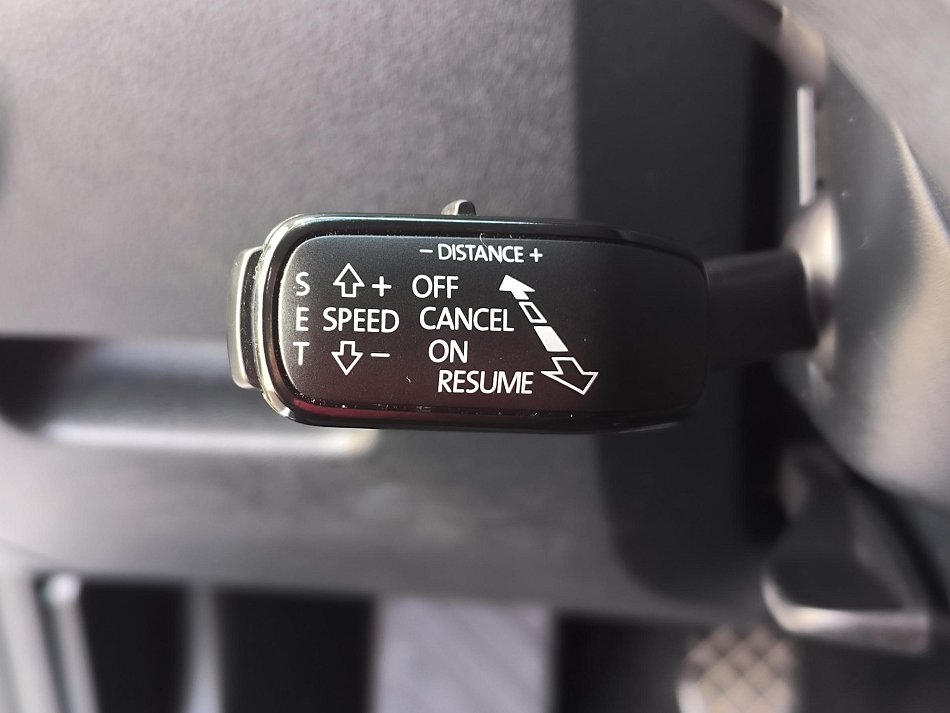 – DISTANCE +
S + OFF
E SPEED CANCEL
T – ON
RESUME